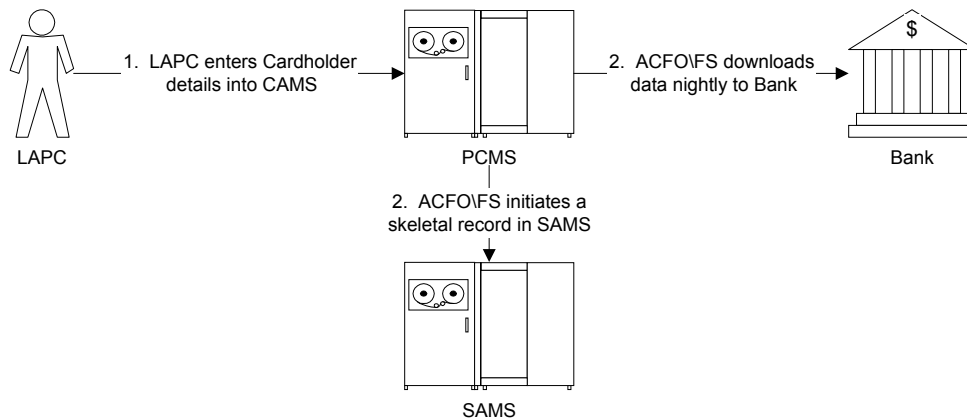 $
1. LAPC enters Cardholder
details into CAMS
2. ACFO\FS downloads
data nightly to Bank
LAPC
PCMS
Bank
2. ACFO\FS initiates a
skeletal record in SAMS
SAMS